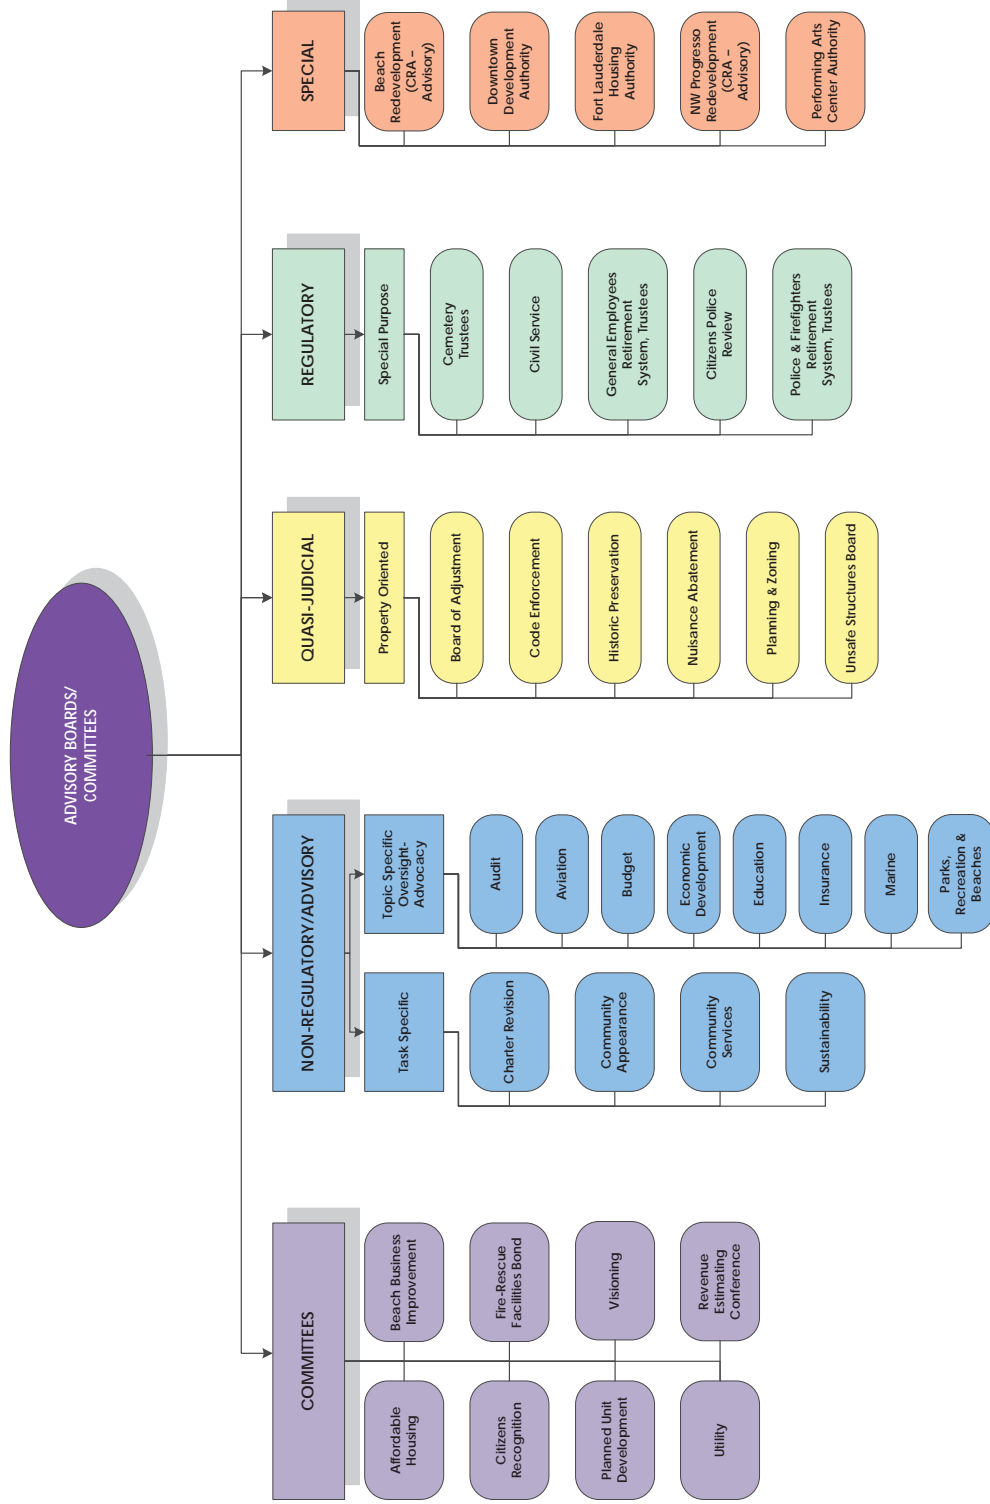 ADVISORY BOARDS/
COMMITTEES
COMMITTEES
Affordable
Housing
Beach Business
Improvement
Citizens
Recognition
Fire-Rescue
Facilities Bond
Planned Unit
Development
Visioning
Utility
Revenue
Estimating
Conference
NON-REGULATORY/ADVISORY
Task Specific
Charter Revision
Community
Appearance
Community
Services
Sustainability
Topic Specific
Oversight-
Advocacy
Audit
Aviation
Budget
Economic
Development
Education
Insurance
Marine
Parks,
Recreation &
Beaches
QUASI-JUDICIAL
Property Oriented
Board of Adjustment
Code Enforcement
Historic Preservation
Nuisance Abatement
Planning & Zoning
Unsafe Structures Board
REGULATORY
Special Purpose
Cemetery
Trustees
Civil Service
General Employees
Retirement
System, Trustees
Citizens Police
Review
Police & Firefighters
Retirement
System, Trustees
SPECIAL
Beach
Redevelopment
(CRA –
Advisory)
Downtown
Development
Authority
Fort Lauderdale
Housing
Authority
NW Progresso
Redevelopment
(CRA –
Advisory)
Performing Arts
Center Authority